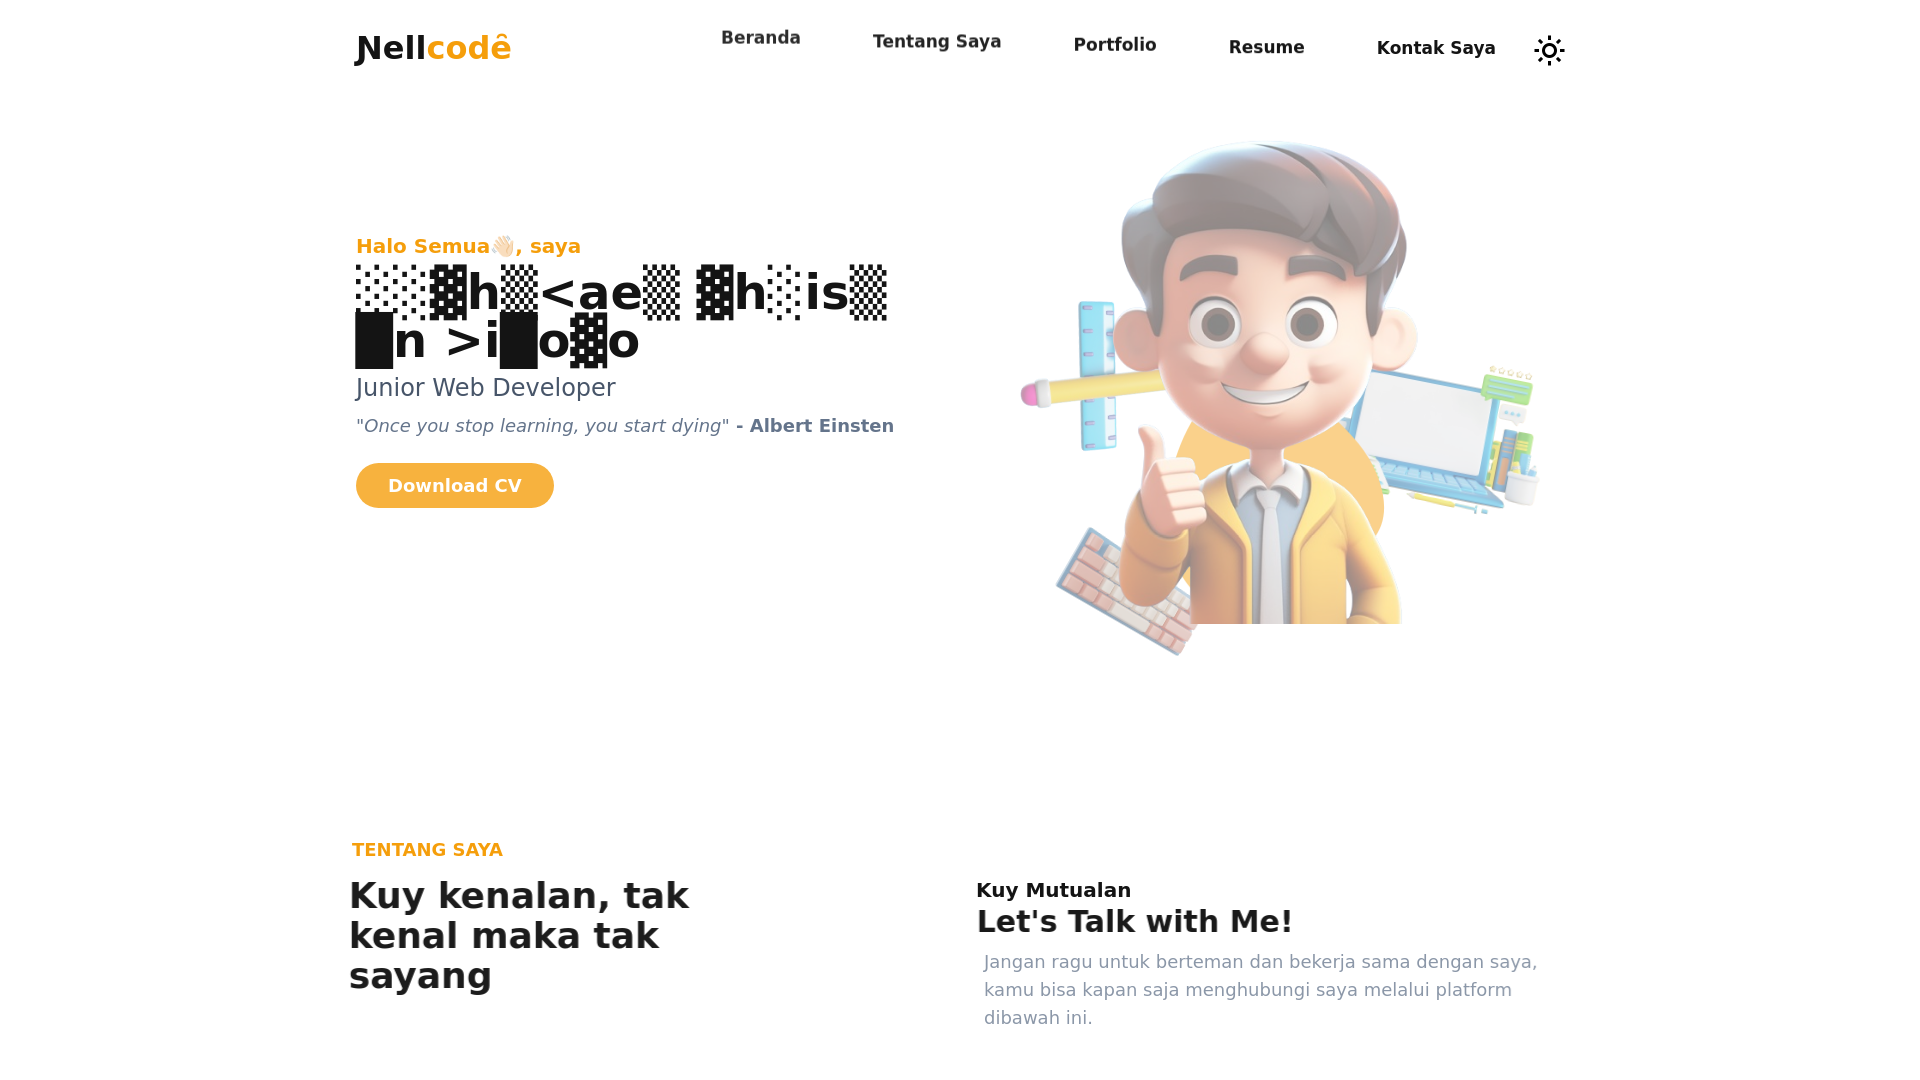 Nellcodê
Beranda
Tentang Saya
Portfolio
Resume
Kontak Saya
Halo Semua👋🏻, saya
Junior Web Developer
"Once you stop learning, you start dying" - Albert Einsten
Download CV
TENTANG SAYA
Kuy kenalan, tak
kenal maka tak
sayang
Kuy Mutualan
Let's Talk with Me!
Jangan ragu untuk berteman dan bekerja sama dengan saya,
kamu bisa kapan saja menghubungi saya melalui platform
dibawah ini.